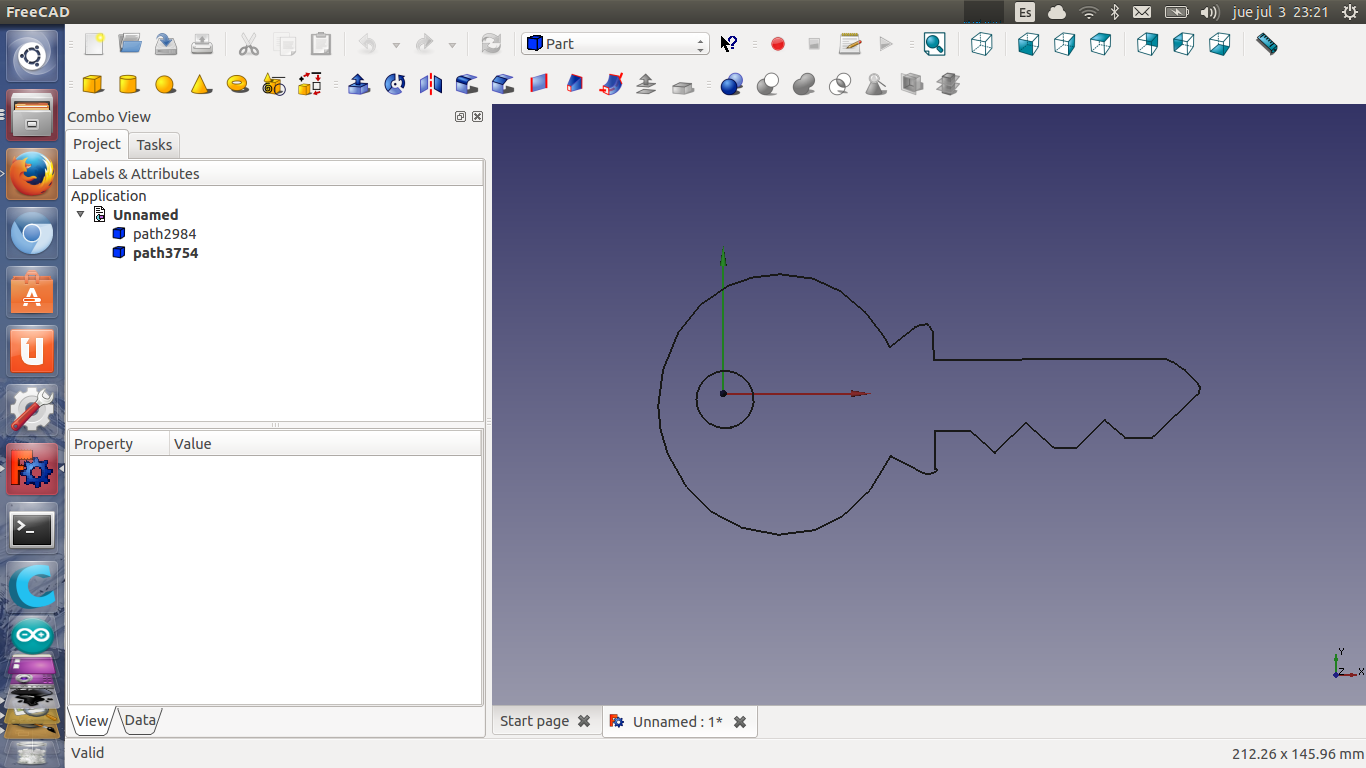 FreeCAD
Es
jue jul 3 23:21
Part
Combo View
Project
Tasks
Labels & Attributes
Application
Unnamed
path2984
path3754
Property
Value
View
Data
Y
Z
X
Start page
Unnamed : 1*
Valid
212.26 x 145.96 mm